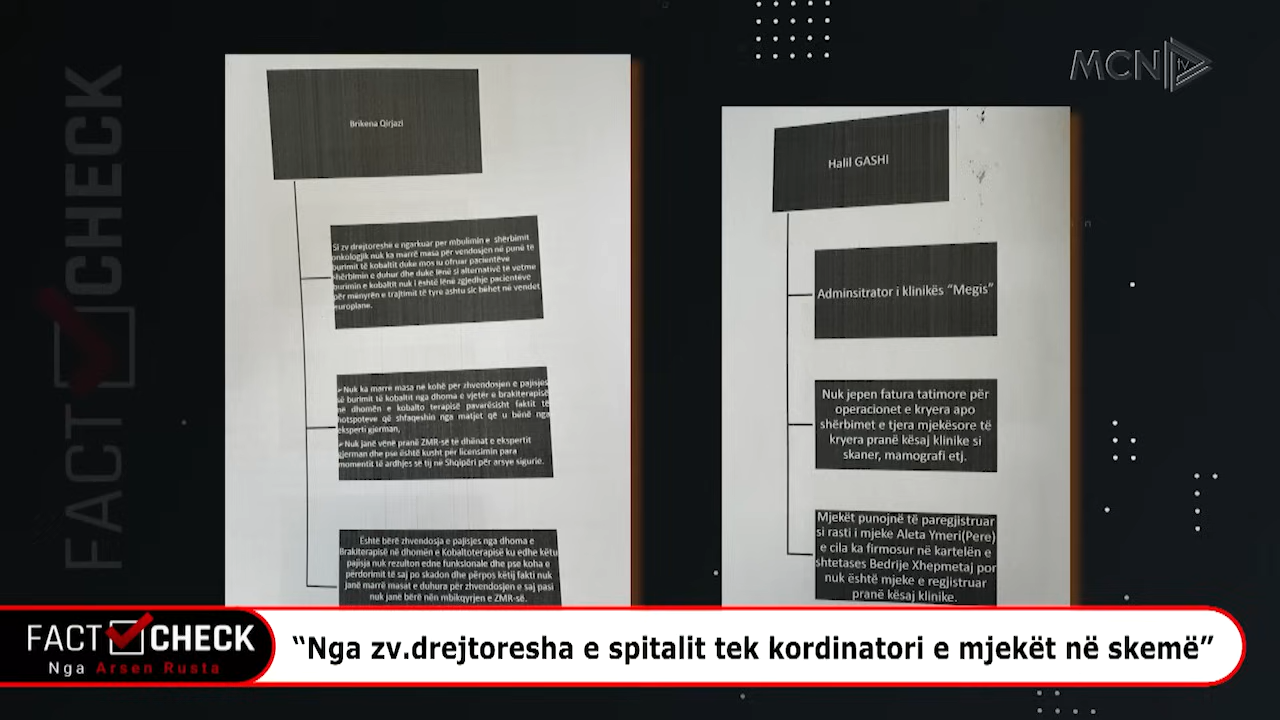 FACT CHECK
MCN tv
Brikena Qirjazi
Si zv drejtoreshe e ngarkuar per mbulimin e shërbimit
onkologjik nuk ka marrë masa për vendosjen në punë të
burimit të kobaltit duke mos iu ofruar pacientëve
shërbimin e duhur dhe duke lënë si alternativë të vetme
burimin e kobaltit nuk i është lënë zgjedhje pacientëve
për mënyrën e trajtimit të tyre ashtu sic bëhet në vendet
europiane.
➢Nuk ka marrë masa në kohë për zhvendosjen e pajisjes
së burimit të kobaltit nga dhoma e vjetër e brakiterapisë
në dhomën e kobalto terapisë pavarësisht faktit të
hotspoteve që shfaqeshin nga matjet që u bënë nga
eksperti gjerman,
➢Nuk janë vënë pranë ZMR-së të dhënat e ekspertit
gjerman dhe pse është kusht për licensimin para
momentit të ardhjes së tij në Shqipëri për arsye sigurie.
Është bërë zhvendosja e pajisjes nga dhoma e
Brakiterapisë në dhomën e Kobaltoterapisë ku edhe këtu
pajisja nuk rezulton edne funksionale dhe pse koha e
përdorimit të saj po skadon dhe përpos këtij fakti nuk
janë marrë masat e duhura për zhvendosjen e saj pasi
nuk janë bërë nën mbikqyrjen e ZMR-së.
Halil GASHI
Adminsitrator i klinikës “Megis”
Nuk jepen fatura tatimore për
operacionet e kryera apo
shërbimet e tjera mjekësore të
kryera pranë kësaj klinike si
skaner, mamografi etj.
Mjekët punojnë të paregjistruar
si rasti i mjeke Aleta Ymeri(Pere)
e cila ka firmosur në kartelën e
shtetases Bedrije Xhepmetaj por
nuk është mjeke e regjistruar
pranë kësaj klinike.
FACT CHECK
Nga Arsen Rusta
“Nga zv.drejtoresha e spitalit tek kordinatori e mjekët në skemë”